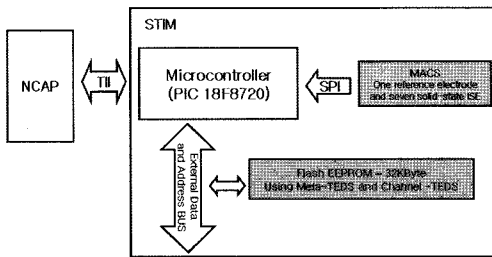 STIM
NCAP
TII
Microcontroller
(PIC 18F8720)
SPI
MACS
One reference electrode
and seven solid-state ISE
External Data
and Address BUS
Flash EEPROM - 32KByte
Using Meta-TEDS and Channel-TEDS